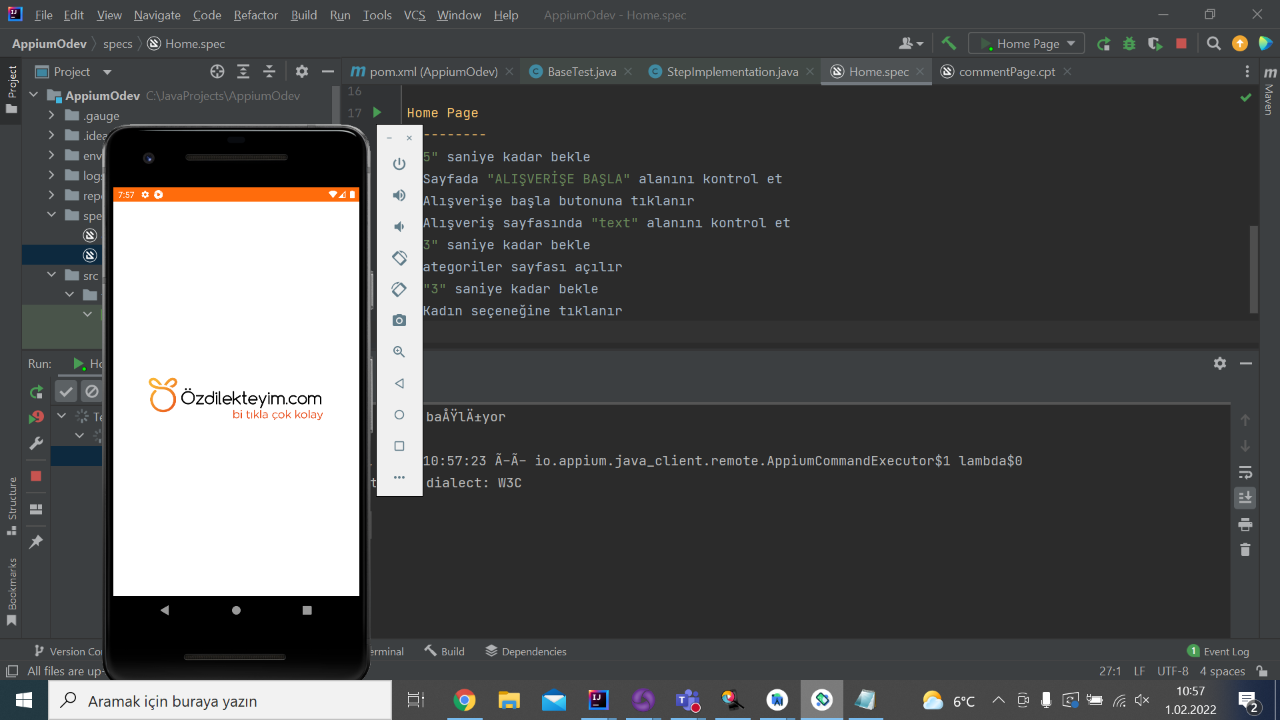 File Edit View Navigate Code Refactor Build Run Tools VCS Window Help AppiumOdev - Home.spec
AppiumOdev specs Home.spec Home Page
Project Project pom.xml (AppiumOdev) BaseTest.java StepImplementation.java Home.spec commentPage.cpt
AppiumOdev C:\JavaProjects\AppiumOdev
.gauge
.idea
env
logs
src
16
17 Home Page
---------
5" saniye kadar bekle
Sayfada "ALIŞVERİŞE BAŞLA" alanını kontrol et
Alışverişe başla butonuna tıklanır
Alışveriş sayfasında "text" alanını kontrol et
3" saniye kadar bekle
ategoriler sayfası açılır
"3" saniye kadar bekle
Kadın seçeneğine tıklanır
Maven
7:57
Özdilekteyim.com
bi tıkla çok kolay
Run:
9
baÅŸlÄ±yor
10:57:23 Ã–Ã– io.appium.java_client.remote.AppiumCommandExecutor$1 lambda$0
dialect: W3C
Structure
Bookmarks
Version Con erminal Build Dependencies 1 Event Log
All files are up- 27:1 LF UTF-8 4 spaces
Aramak için buraya yazın 6°C 10:57
1.02.2022
2